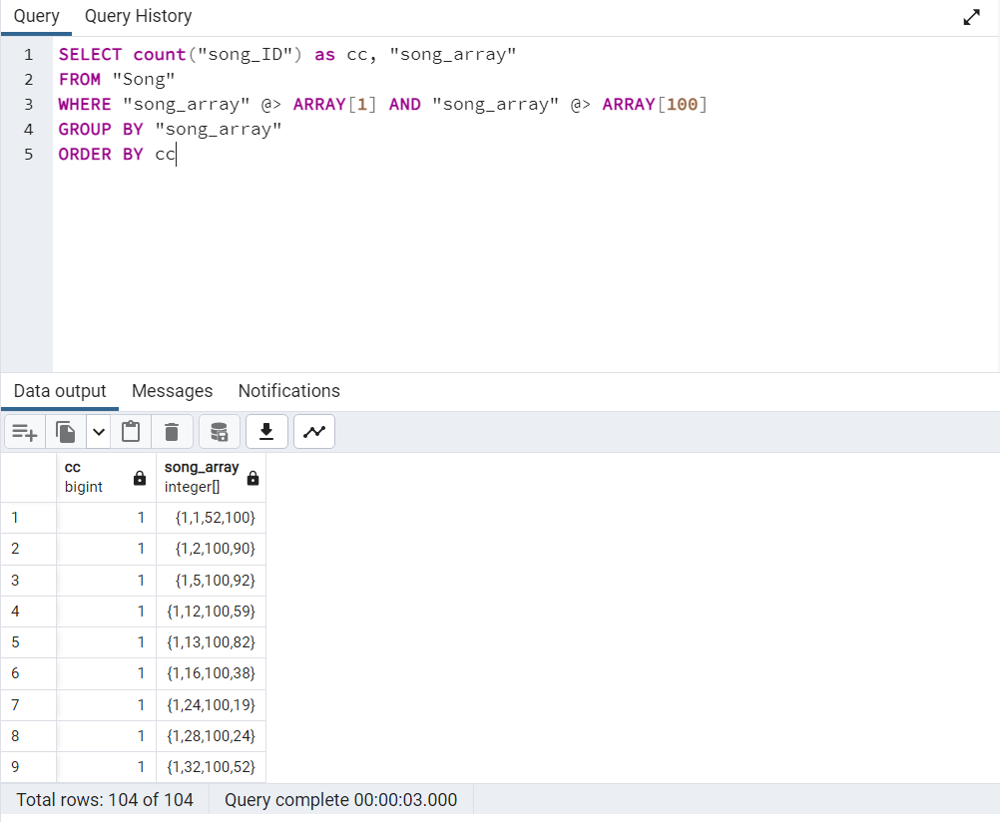 Query Query History
1 SELECT count("song_ID") as cc, "song_array"
2 FROM "Song"
3 WHERE "song_array" @> ARRAY[1] AND "song_array" @> ARRAY[100]
4 GROUP BY "song_array"
5 ORDER BY cc
Data output Messages Notifications
cc song_array
bigint integer[]
1 1 {1,1,52,100}
2 1 {1,2,100,90}
3 1 {1,5,100,92}
4 1 {1,12,100,59}
5 1 {1,13,100,82}
6 1 {1,16,100,38}
7 1 {1,24,100,19}
8 1 {1,28,100,24}
9 1 {1,32,100,52}
Total rows: 104 of 104 Query complete 00:00:03.000